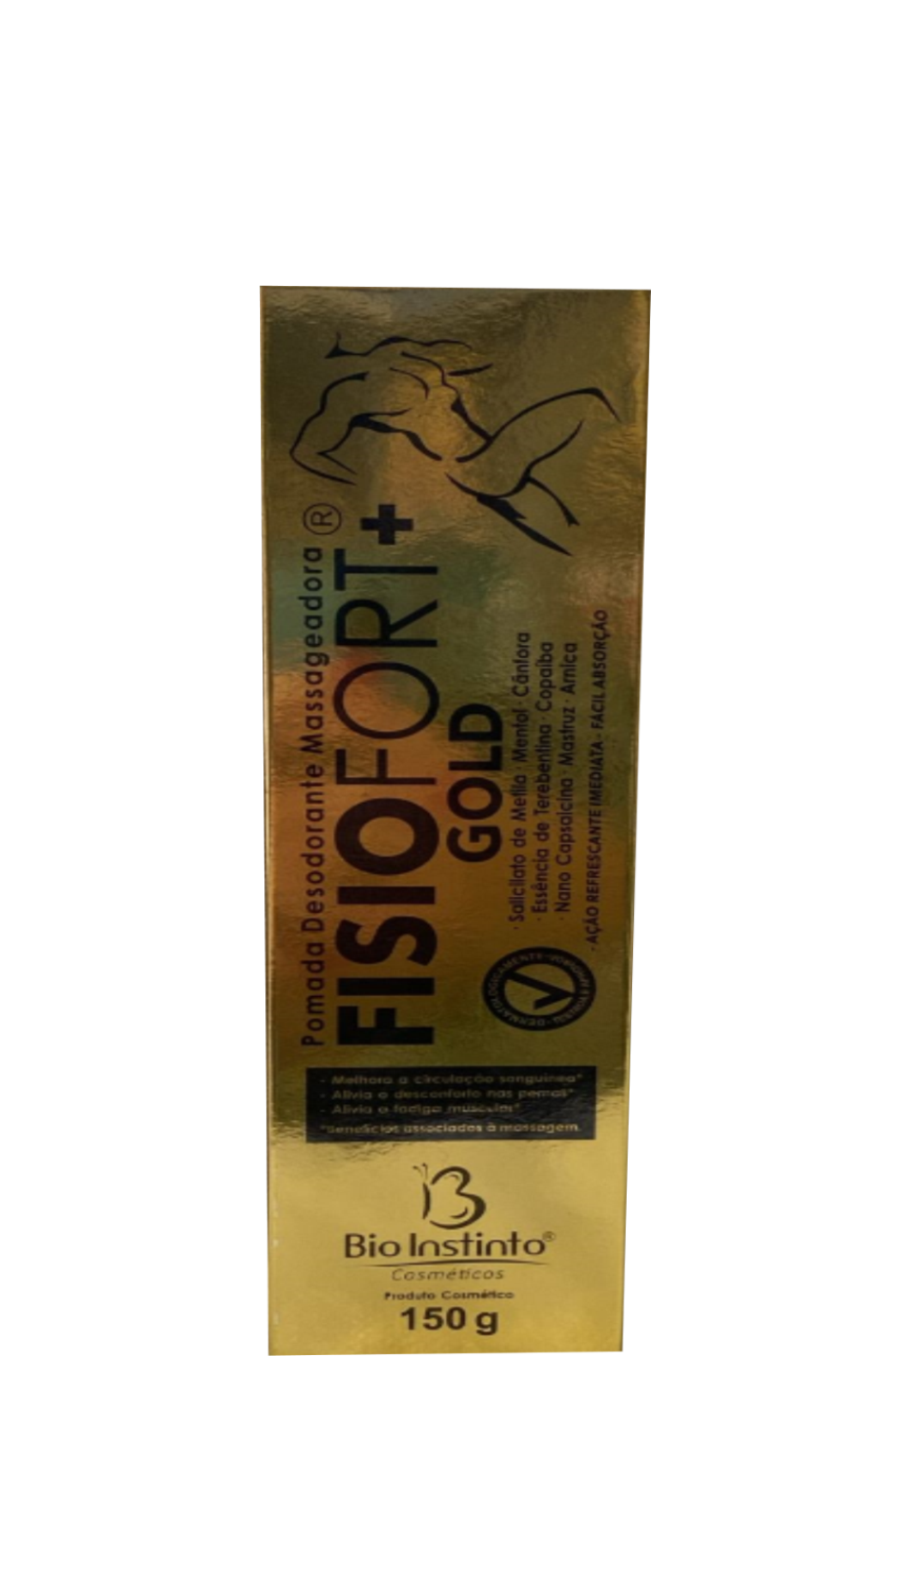 Pomada Desodorante Massageadora ®
FISIOFORT+
GOLD
· Salicilato de Metila · Mentol · Cânfora
· Essência de Terebentina · Copaíba
· Nano Capsaicina · Mastruz · Arnica
· AÇÃO REFRESCANTE IMEDIATA - FÁCIL ABSORÇÃO
DERMATOLOGICAMENTE
- Melhora a circulação sanguínea*
- Alivia o desconforto nas pernas*
- Alivia a fadiga muscular*
*Benefícios associados à massagem.
Bio Instinto®
Cosméticos
Produto Cosmético
150 g